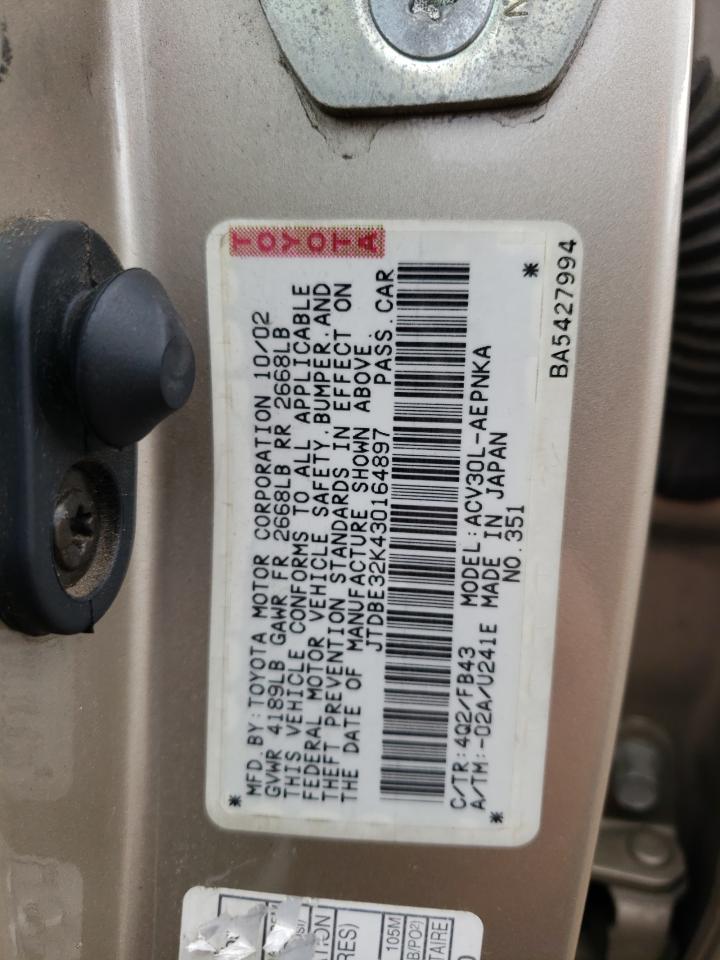 TOYOTA
MFD. BY: TOYOTA MOTOR CORPORATION 10/02
GVWR 4189LB GAWR FR 2668LB RR 2668LB
THIS VEHICLE CONFORMS TO ALL APPLICABLE
FEDERAL MOTOR VEHICLE SAFETY, BUMPER, AND
THEFT PREVENTION STANDARDS IN EFFECT ON
THE DATE OF MANUFACTURE SHOWN ABOVE.
JTDBE32K430164897 PASS. CAR
C/TR: 4Q2/FB43 MODEL: ACV30L-AEPNKA
A/TM: -02A/U241E MADE IN JAPAN
NO. 351
BA5427994
105M